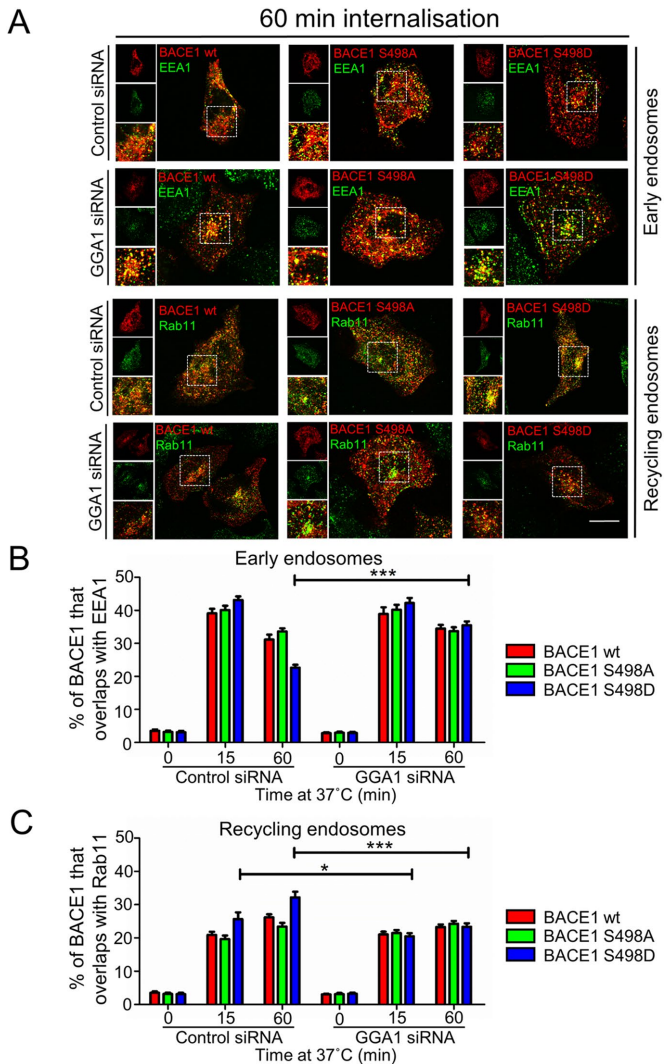 A
60 min internalisation
Control siRNA
BACE1 wt
EEA1
BACE1 S498A
EEA1
BACE1 S498D
EEA1
GGA1 siRNA
BACE1 wt
EEA1
BACE1 S498A
EEA1
BACE1 S498D
EEA1
Early endosomes
Control siRNA
BACE1 wt
Rab11
BACE1 S498A
Rab11
BACE1 S498D
Rab11
GGA1 siRNA
BACE1 wt
Rab11
BACE1 S498A
Rab11
BACE1 S498D
Rab11
Recycling endosomes
B
Early endosomes
% of BACE1 that
overlaps with EEA1
50
40
30
20
10
0
***
0 15 60 0 15 60
Control siRNA GGA1 siRNA
Time at 37˚C (min)
BACE1 wt
BACE1 S498A
BACE1 S498D
C
Recycling endosomes
% of BACE1 that
overlaps with Rab11
50
40
30
20
10
0
***
*
0 15 60 0 15 60
Control siRNA GGA1 siRNA
Time at 37˚C (min)
BACE1 wt
BACE1 S498A
BACE1 S498D